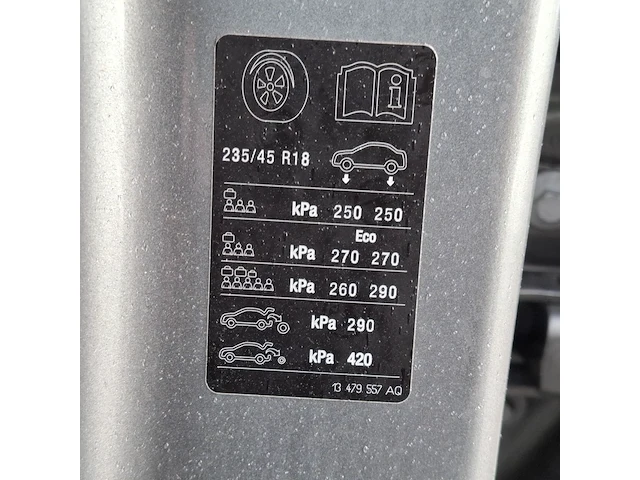 i
235/45 R18
kPa 250 250
Eco
kPa 270 270
kPa 260 290
kPa 290
kPa 420
13 479 557 AQ